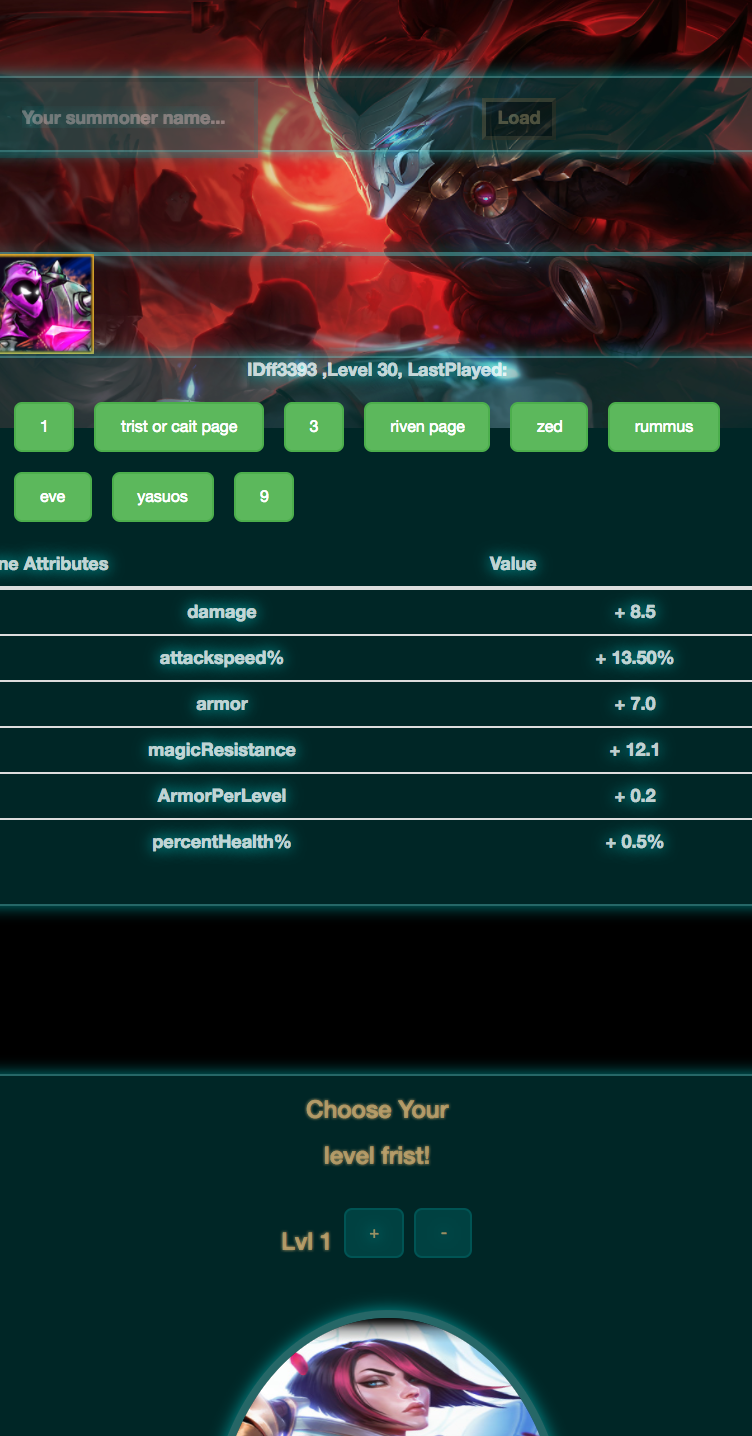 Your summoner name...
Load
IDff3393 ,Level 30, LastPlayed:
1 trist or cait page 3 riven page zed rummus
eve yasuos 9
ne Attributes Value
damage + 8.5
attackspeed% + 13.50%
armor + 7.0
magicResistance + 12.1
ArmorPerLevel + 0.2
percentHealth% + 0.5%
Choose Your
level frist!
Lvl 1 + -